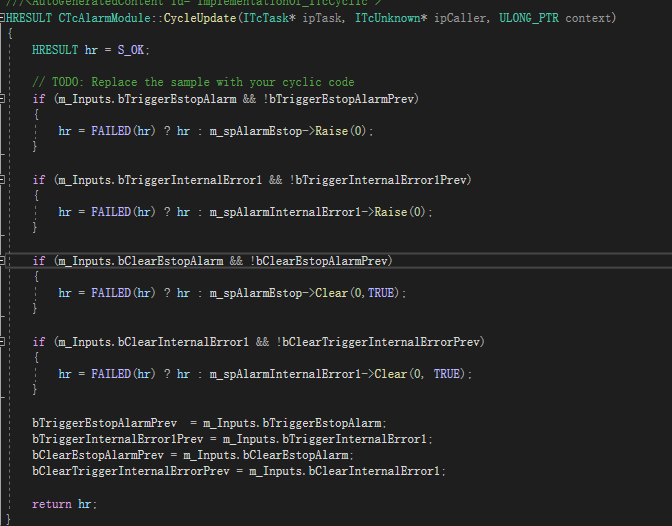 ///<AutoGeneratedContent id="ImplementationOf_ITcCyclic">
HRESULT CTcAlarmModule::CycleUpdate(ITcTask* ipTask, ITcUnknown* ipCaller, ULONG_PTR context)
{
HRESULT hr = S_OK;
// TODO: Replace the sample with your cyclic code
if (m_Inputs.bTriggerEstopAlarm && !bTriggerEstopAlarmPrev)
{
hr = FAILED(hr) ? hr : m_spAlarmEstop->Raise(0);
}
if (m_Inputs.bTriggerInternalError1 && !bTriggerInternalError1Prev)
{
hr = FAILED(hr) ? hr : m_spAlarmInternalError1->Raise(0);
}
if (m_Inputs.bClearEstopAlarm && !bClearEstopAlarmPrev)
{
hr = FAILED(hr) ? hr : m_spAlarmEstop->Clear(0,TRUE);
}
if (m_Inputs.bClearInternalError1 && !bClearTriggerInternalErrorPrev)
{
hr = FAILED(hr) ? hr : m_spAlarmInternalError1->Clear(0, TRUE);
}
bTriggerEstopAlarmPrev  = m_Inputs.bTriggerEstopAlarm;
bTriggerInternalError1Prev = m_Inputs.bTriggerInternalError1;
bClearEstopAlarmPrev = m_Inputs.bClearEstopAlarm;
bClearTriggerInternalErrorPrev = m_Inputs.bClearInternalError1;
return hr;
}